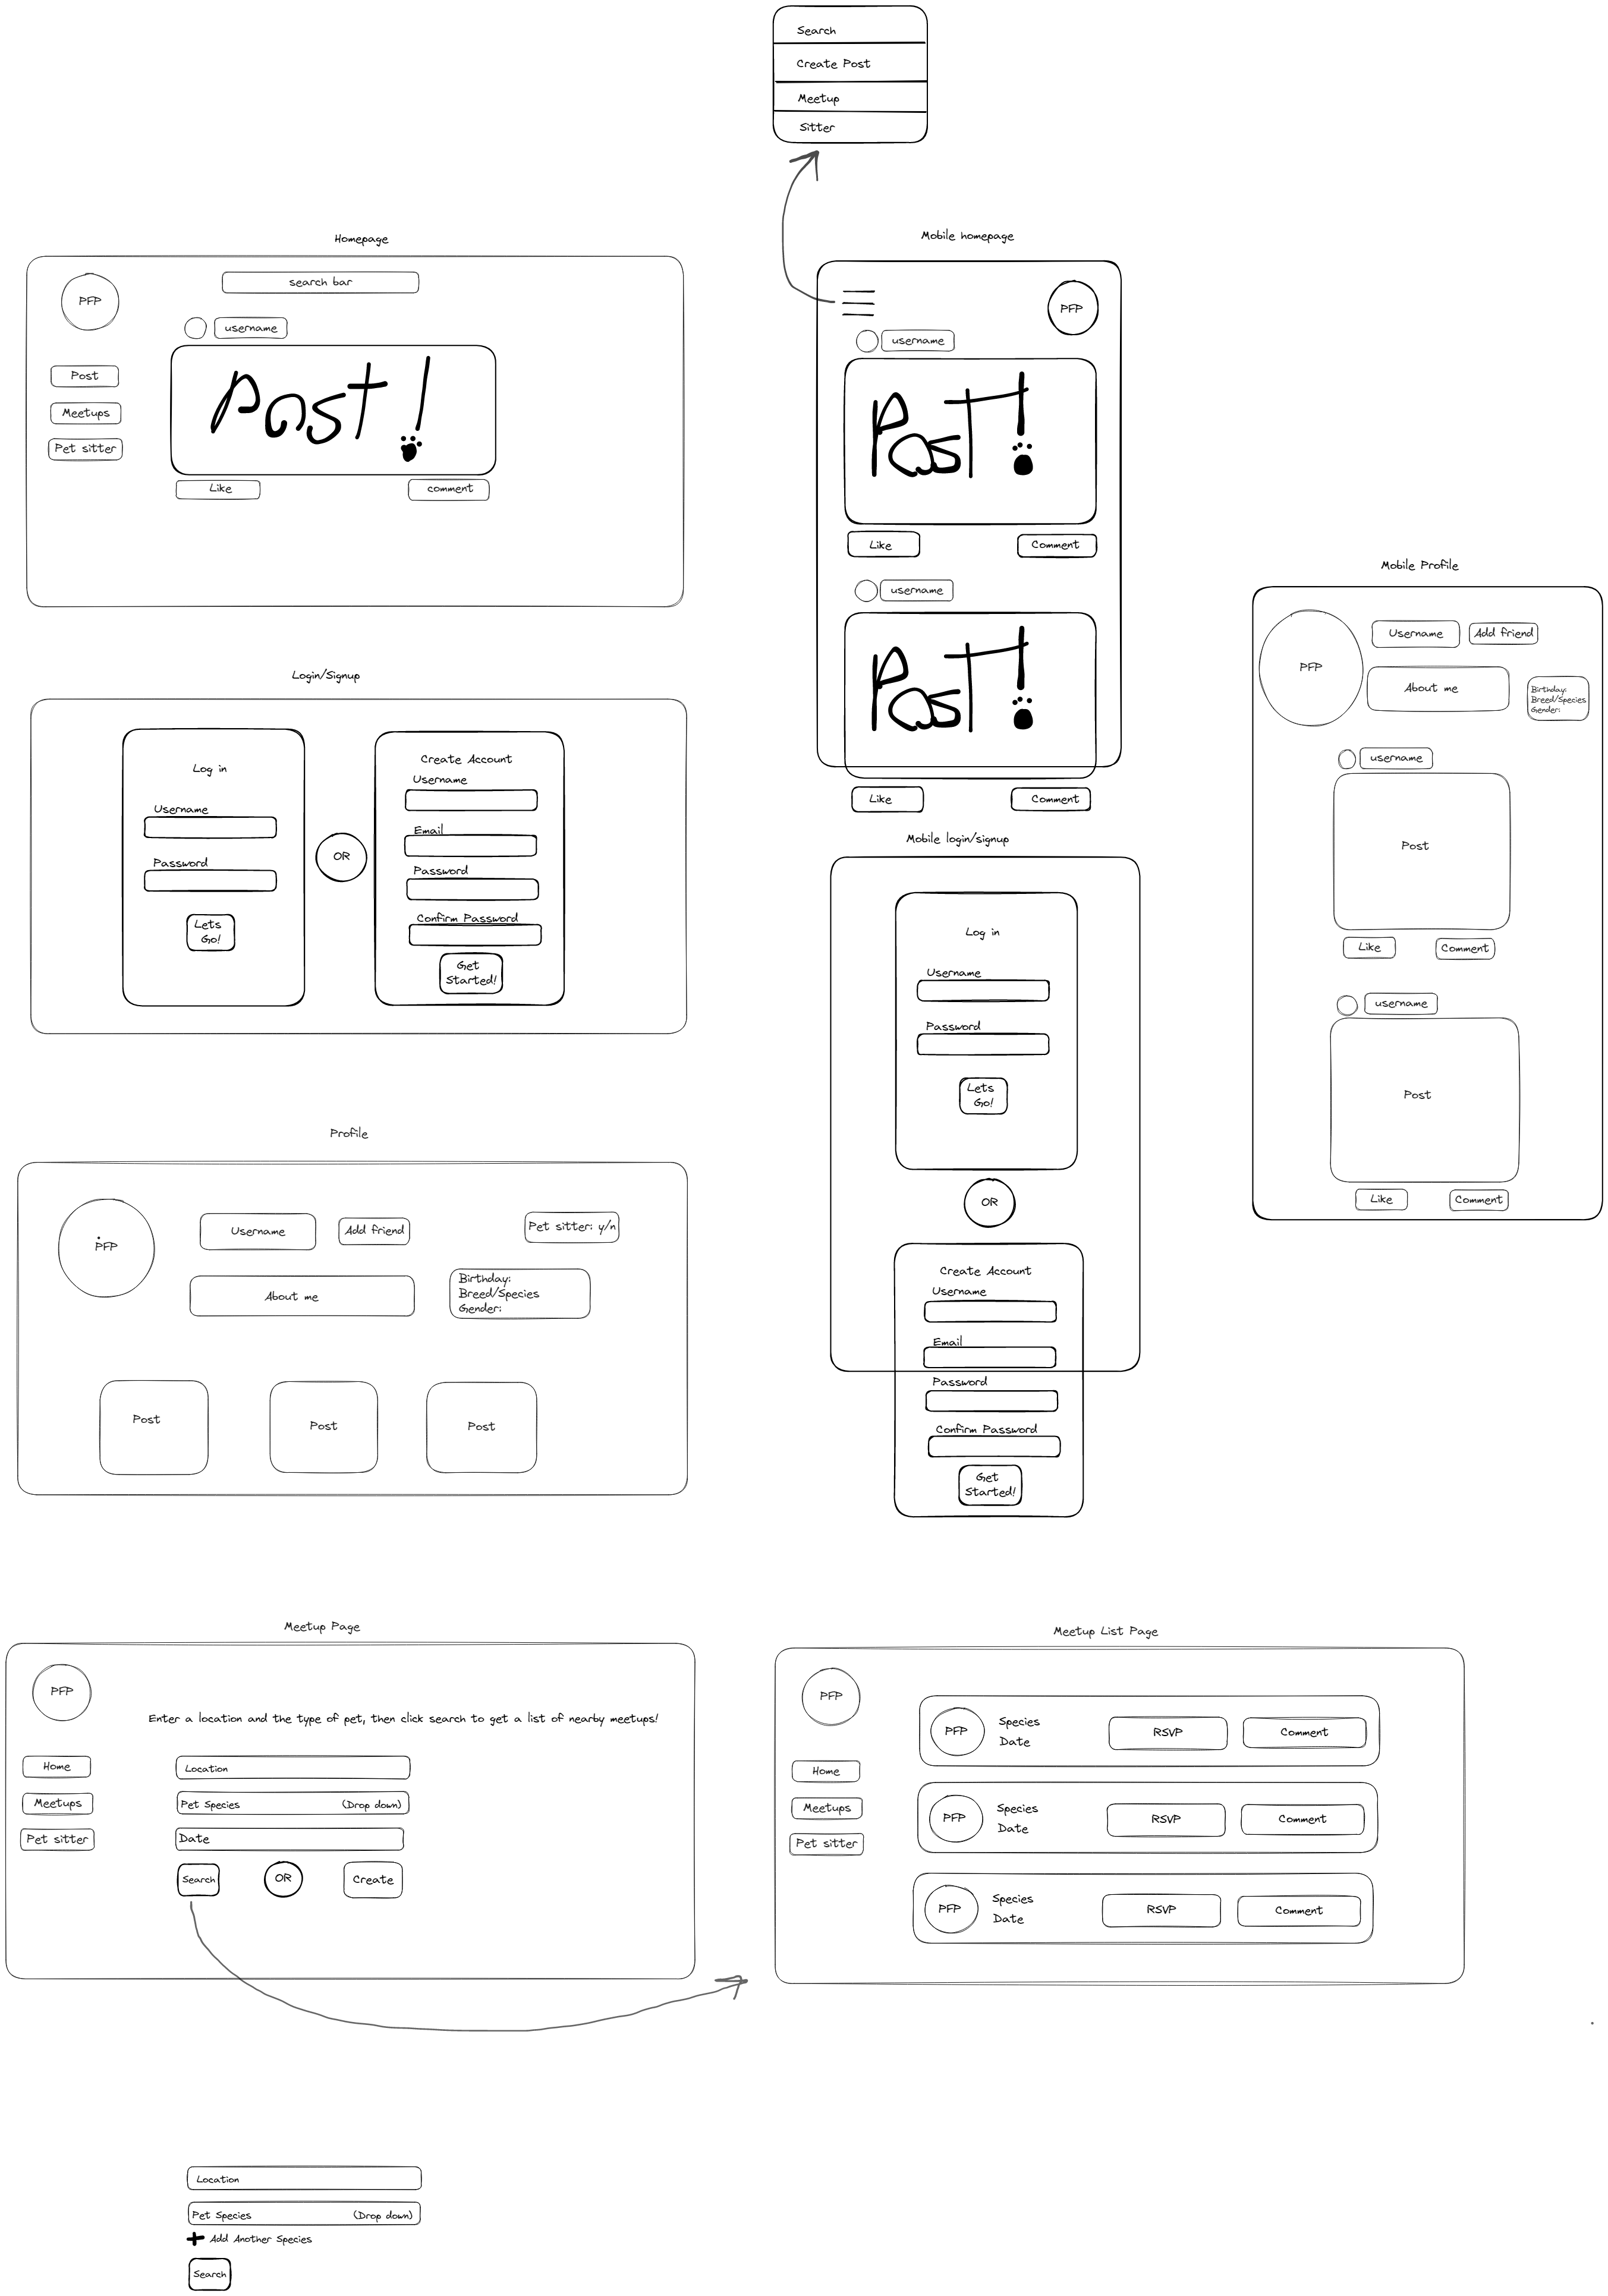 Search
Create Post
Meetup
Sitter
Homepage
PFP
search bar
username
Post
Meetups
Pet sitter
Post!
Like
comment
Mobile homepage
PFP
username
Post!
Like
Comment
username
Post!
Like
Comment
Mobile Profile
PFP
Username
Add friend
About me
Birthday:
Breed/Species
Gender:
username
Post
Like
Comment
username
Post
Like
Comment
Login/Signup
Log in
Username
Password
Lets
Go!
OR
Create Account
Username
Email
Password
Confirm Password
Get
Started!
Mobile login/signup
Log in
Username
Password
Lets
Go!
OR
Create Account
Username
Email
Password
Confirm Password
Get
Started!
Profile
PFP
Username
Add friend
Pet sitter: y/n
About me
Birthday:
Breed/Species
Gender:
Post
Post
Post
Meetup Page
PFP
Enter a location and the type of pet, then click search to get a list of nearby meetups!
Home
Meetups
Pet sitter
Location
Pet Species (Drop down)
Date
Search
OR
Create
Meetup List Page
PFP
Home
Meetups
Pet sitter
PFP
Species
Date
RSVP
Comment
PFP
Species
Date
RSVP
Comment
PFP
Species
Date
RSVP
Comment
Location
Pet Species (Drop down)
Add Another Species
Search